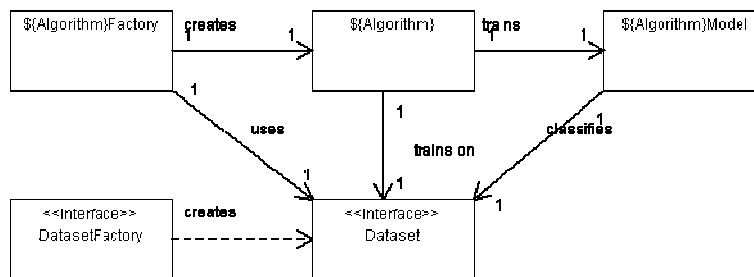 ${Algorithm}Factory
creates
1
1
${Algorithm}
trains
1
1
${Algorithm}Model
1
uses
1
1
trains on
1
1
classifies
1
<<Interface>>
DatasetFactory
creates
<<Interface>>
Dataset